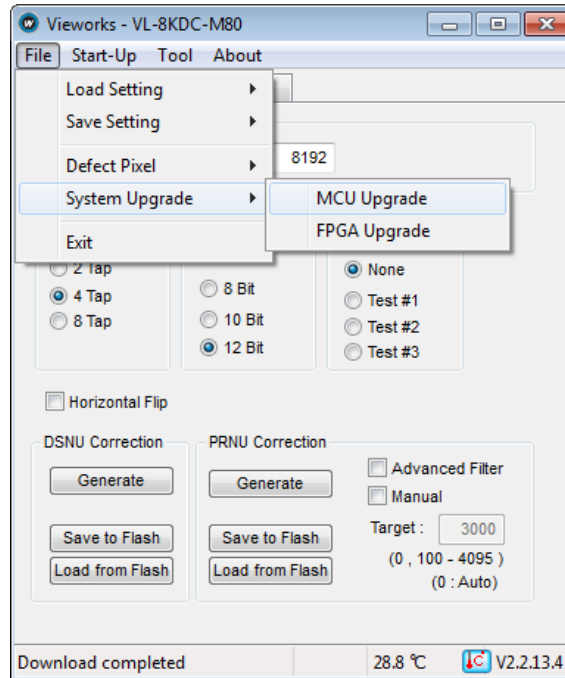 Vieworks - VL-8KDC-M80
File Start-Up Tool About
Load Setting
Save Setting
8192
Defect Pixel
System Upgrade
MCU Upgrade
FPGA Upgrade
Exit
2 Tap
4 Tap
8 Tap
8 Bit
10 Bit
12 Bit
None
Test #1
Test #2
Test #3
Horizontal Flip
DSNU Correction
Generate
Save to Flash
Load from Flash
PRNU Correction
Generate
Save to Flash
Load from Flash
Advanced Filter
Manual
Target : 3000
(0 , 100 - 4095 )
(0 : Auto)
Download completed 28.8 ℃ C V2.2.13.4